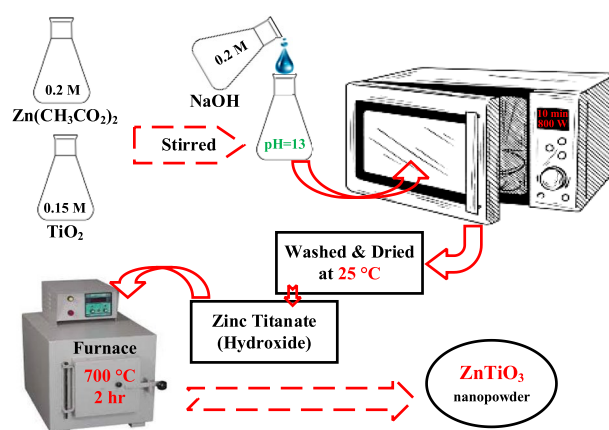 0.2 M
Zn(CH₃CO₂)₂
0.15 M
TiO₂
Stirred
0.2 M
NaOH
pH=13
10 min
800 W
Washed & Dried
at 25 °C
Zinc Titanate
(Hydroxide)
Furnace
700 °C
2 hr
ZnTiO₃
nanopowder